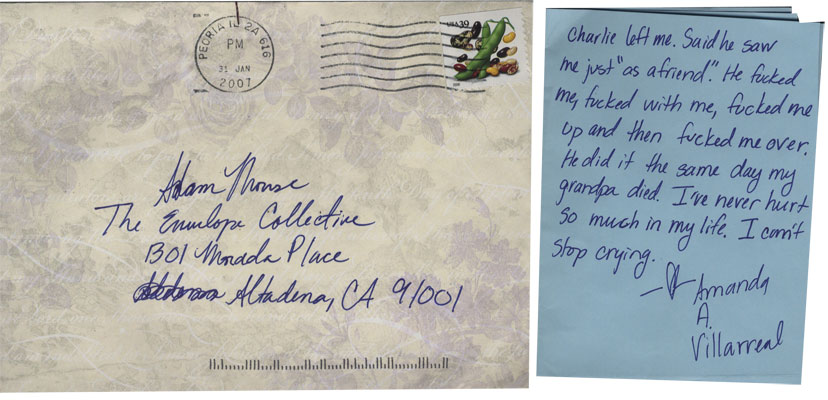 PEORIA IL 2A 616
PM
31 JAN
2007
USA 39
Adam Mouse
The Envelope Collective
1301 Morada Place
Altadena, CA 91001
Charlie left me. Said he saw
me just "as a friend". He fucked
me, fucked with me, fucked me
up and then fucked me over.
He did it the same day my
grandpa died. I've never hurt
so much in my life. I can't
stop crying.
— Amanda
A.
Villarreal